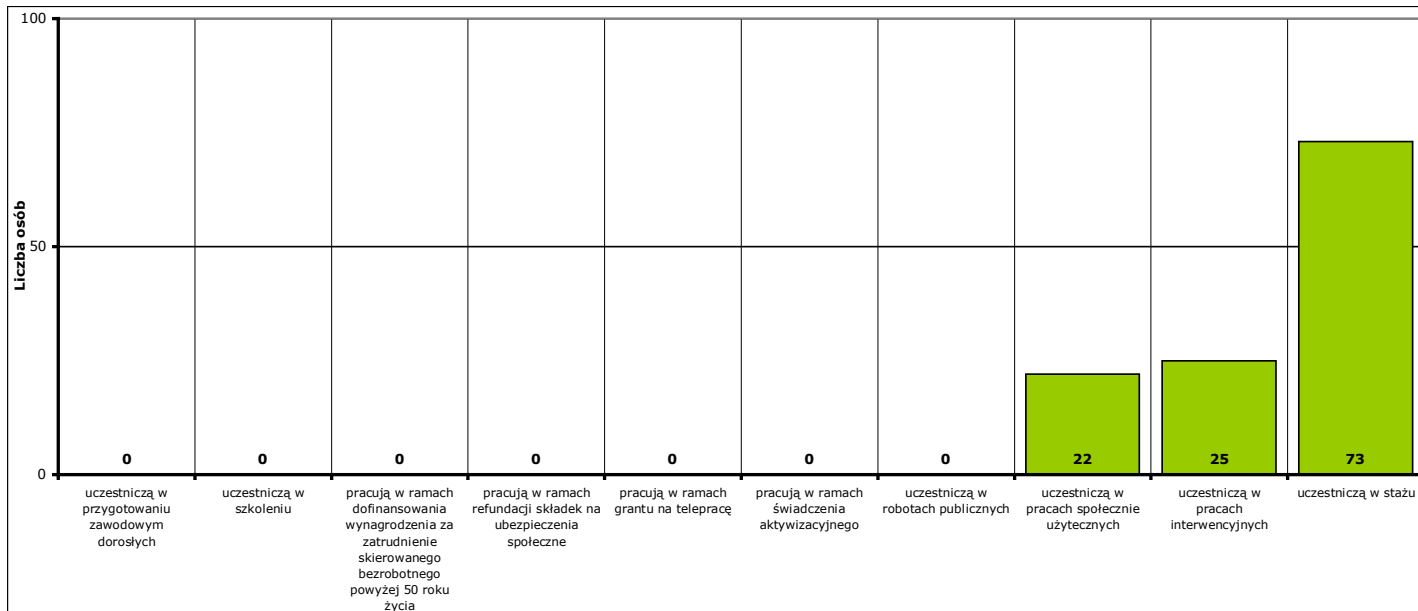 100
50
0
Liczba osób
0
0
0
0
0
0
0
22
25
73
uczestniczą w
przygotowaniu
zawodowym
dorosłych
uczestniczą w
szkoleniu
pracują w ramach
dofinansowania
wynagrodzenia za
zatrudnienie
skierowanego
bezrobotnego
powyżej 50 roku
życia
pracują w ramach
refundacji składek na
ubezpieczenia
społeczne
pracują w ramach
grantu na telepracę
pracują w ramach
świadczenia
aktywizacyjnego
uczestniczą w
robotach publicznych
uczestniczą w
pracach społecznie
użytecznych
uczestniczą w
pracach
interwencyjnych
uczestniczą w stażu